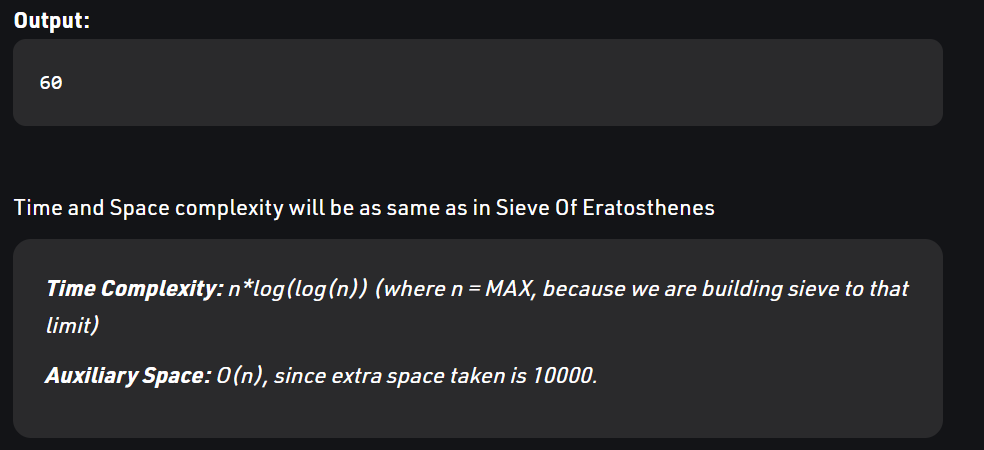 Output:
60
Time and Space complexity will be as same as in Sieve Of Eratosthenes
Time Complexity: n*log(log(n)) (where n = MAX, because we are building sieve to that
limit)
Auxiliary Space: O(n), since extra space taken is 10000.